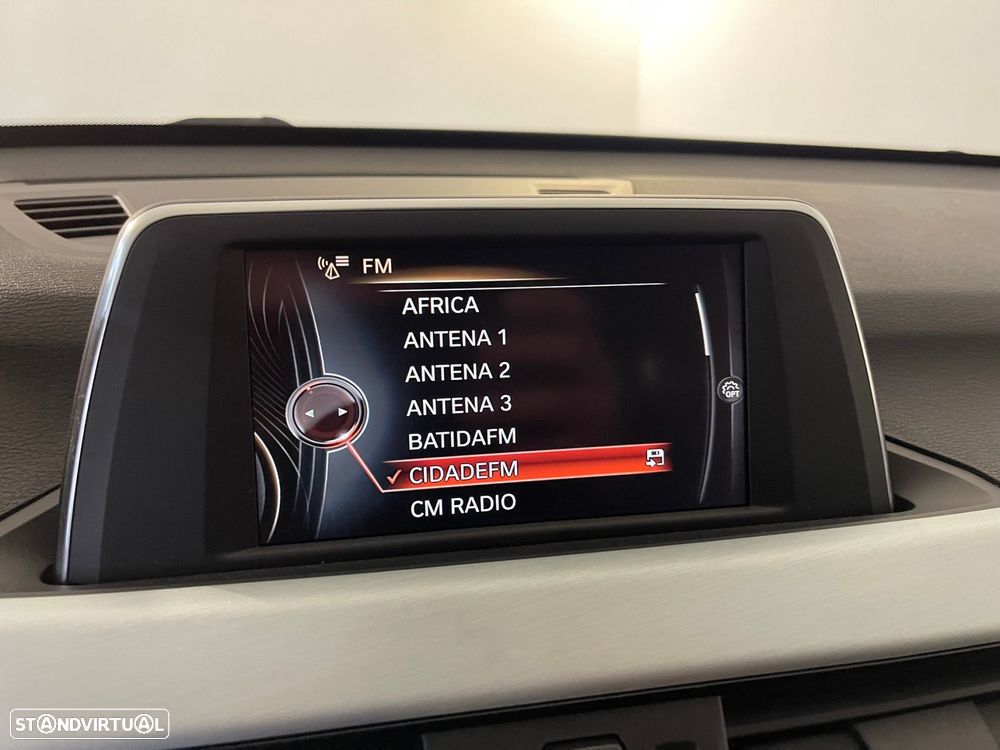 FM
AFRICA
ANTENA 1
ANTENA 2
ANTENA 3
BATIDAFM
OPT
✓ CIDADEFM
CM RADIO
STANDVIRTUAL